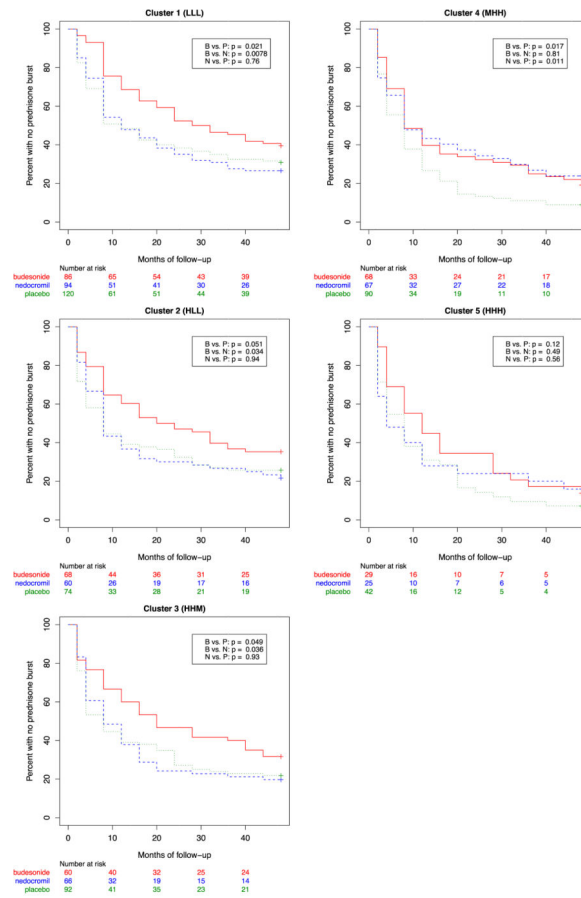 Cluster 1 (LLL)
Percent with no prednisone burst
100
80
60
40
20
0
B vs. P: p = 0.021
B vs. N: p = 0.0078
N vs. P: p = 0.76
0 10 20 30 40
Months of follow-up
Number at risk
budesonide 86 65 54 43 39
nedocromil 94 51 41 30 26
placebo 120 61 51 44 39
Cluster 4 (MHH)
Percent with no prednisone burst
100
80
60
40
20
0
B vs. P: p = 0.017
B vs. N: p = 0.81
N vs. P: p = 0.011
0 10 20 30 40
Months of follow-up
Number at risk
budesonide 68 33 24 21 17
nedocromil 67 32 27 22 18
placebo 90 34 19 11 10
Cluster 2 (HLL)
Percent with no prednisone burst
100
80
60
40
20
0
B vs. P: p = 0.051
B vs. N: p = 0.034
N vs. P: p = 0.94
0 10 20 30 40
Months of follow-up
Number at risk
budesonide 68 44 36 31 25
nedocromil 60 26 19 17 16
placebo 74 33 28 21 19
Cluster 5 (HHH)
Percent with no prednisone burst
100
80
60
40
20
0
B vs. P: p = 0.12
B vs. N: p = 0.49
N vs. P: p = 0.56
0 10 20 30 40
Months of follow-up
Number at risk
budesonide 29 16 10 7 5
nedocromil 25 10 7 6 5
placebo 42 16 12 5 4
Cluster 3 (HHM)
Percent with no prednisone burst
100
80
60
40
20
0
B vs. P: p = 0.049
B vs. N: p = 0.036
N vs. P: p = 0.93
0 10 20 30 40
Months of follow-up
Number at risk
budesonide 60 40 32 25 24
nedocromil 66 32 19 15 14
placebo 92 41 35 23 21